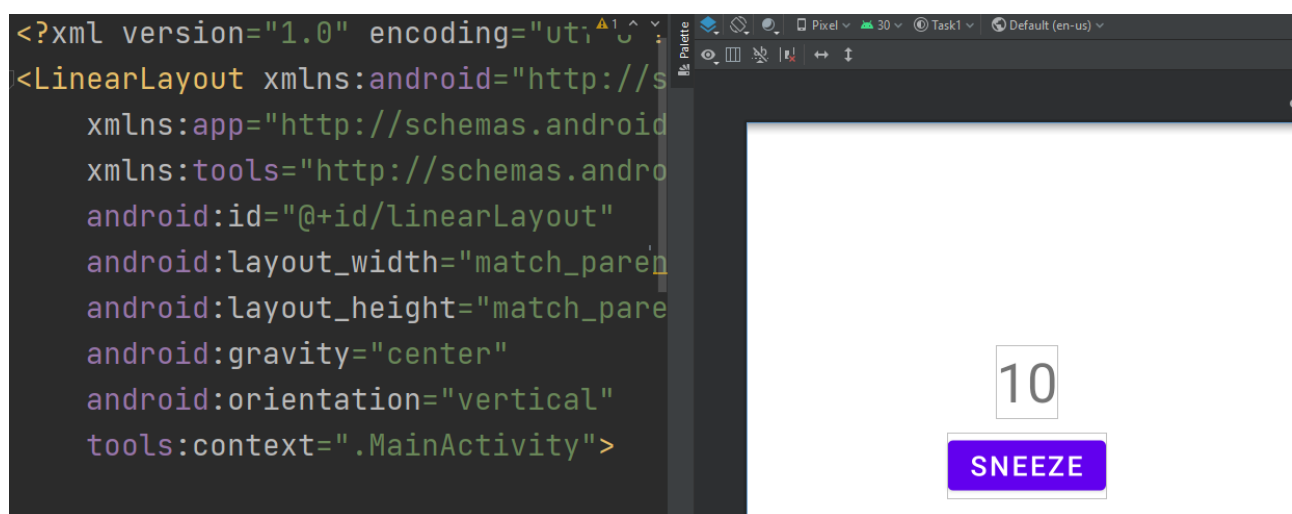 <?xml version="1.0" encoding="ut
<LinearLayout xmlns:android="http://s
xmlns:app="http://schemas.android
xmlns:tools="http://schemas.andro
android:id="@+id/linearLayout"
android:layout_width="match_paren
android:layout_height="match_pare
android:gravity="center"
android:orientation="vertical"
tools:context=".MainActivity">
1
Palette
Pixel 30 Task1 Default (en-us)
10
SNEEZE